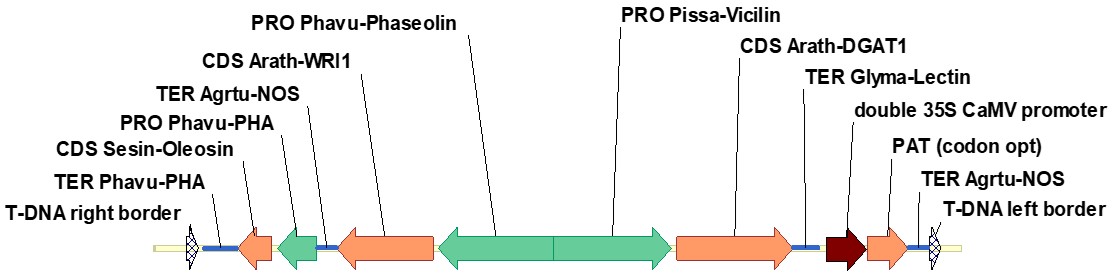 PRO Phavu-Phaseolin
PRO Pissa-Vicilin
CDS Arath-WRI1
CDS Arath-DGAT1
TER Agrtu-NOS
TER Glyma-Lectin
PRO Phavu-PHA
double 35S CaMV promoter
CDS Sesin-Oleosin
PAT (codon opt)
TER Phavu-PHA
TER Agrtu-NOS
T-DNA right border
T-DNA left border